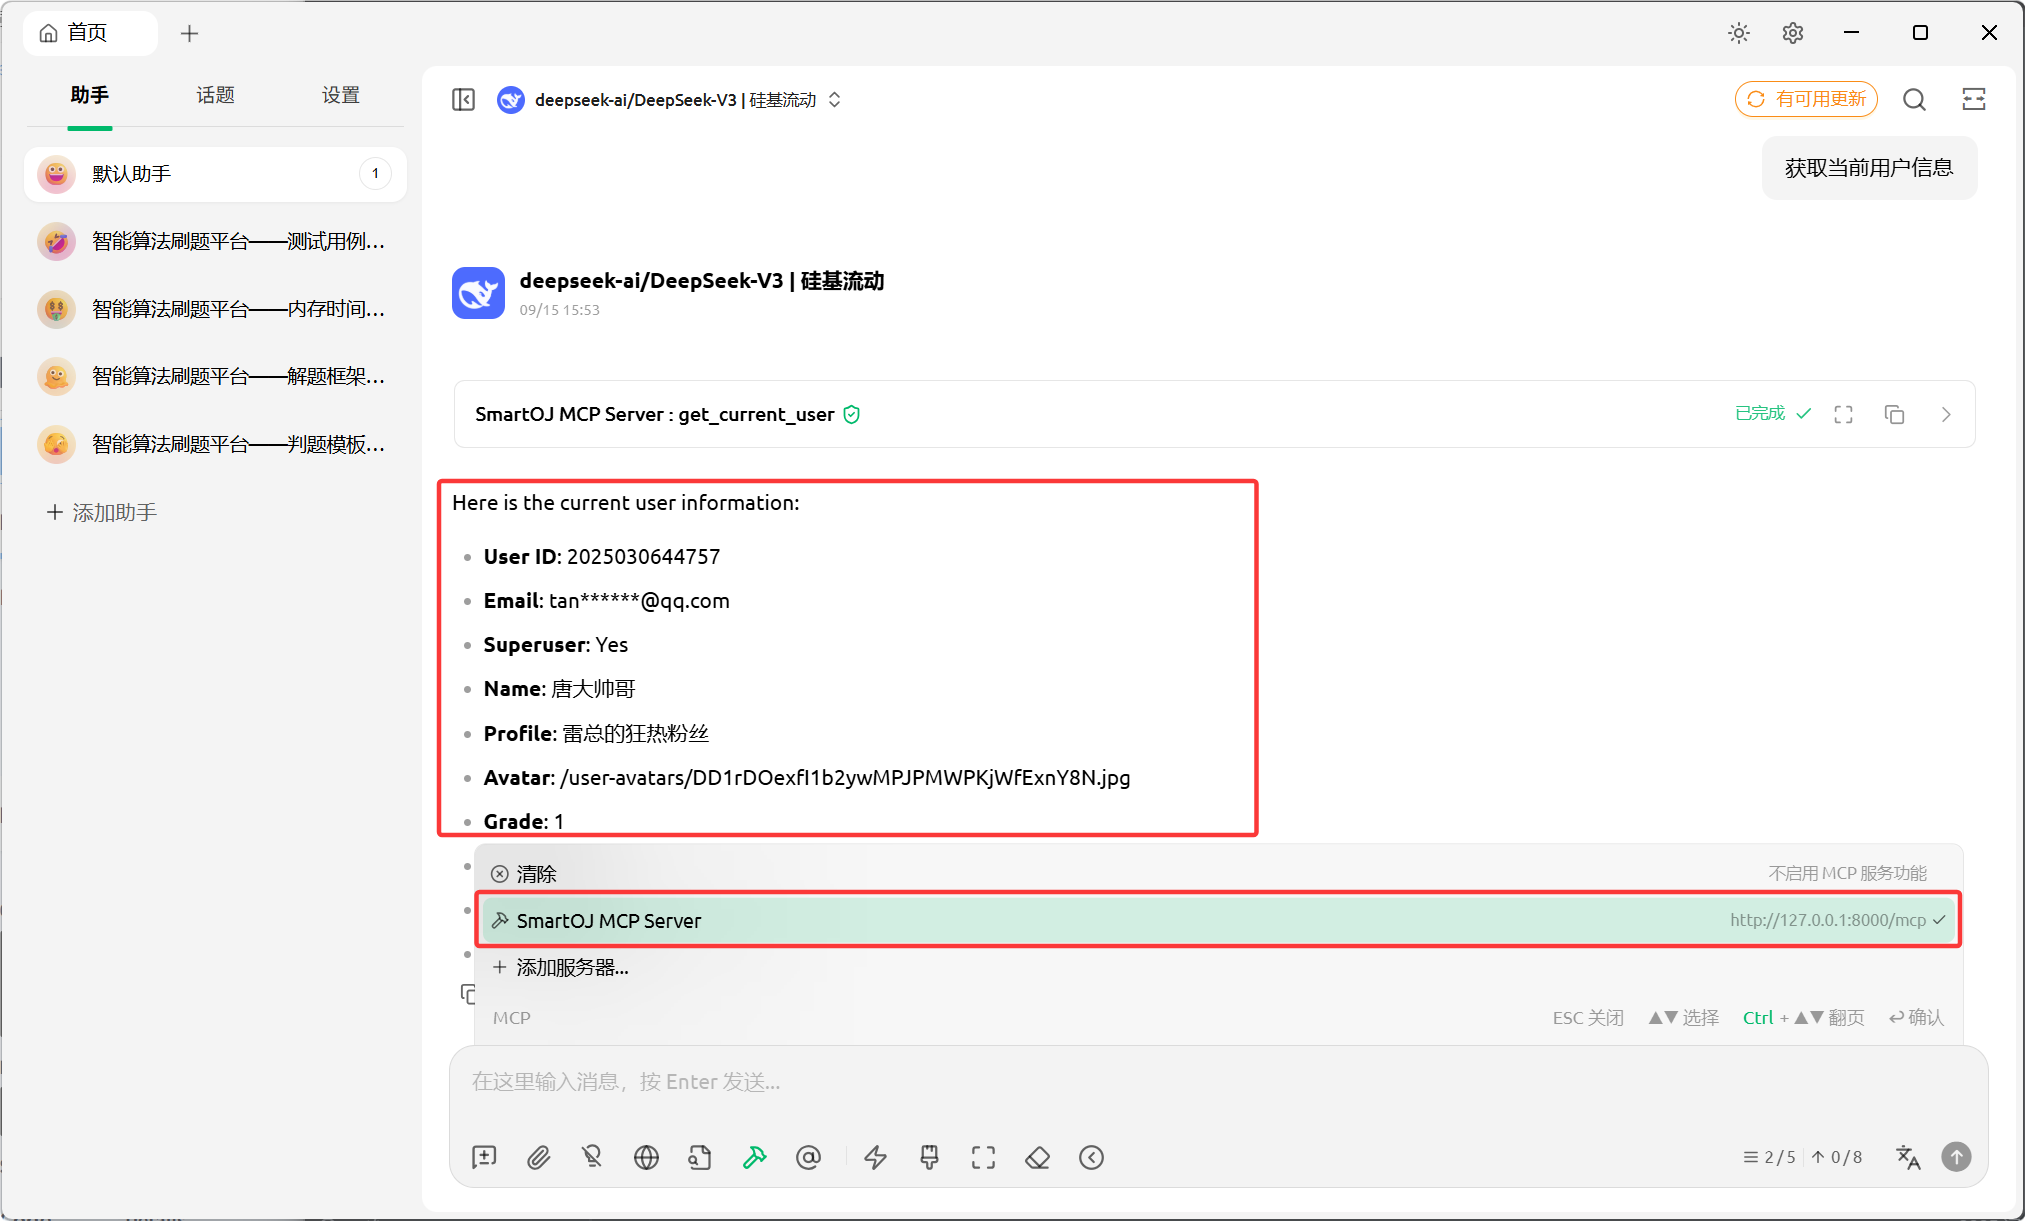 首页
助手
话题
设置
默认助手
1
智能算法刷题平台——测试用例...
智能算法刷题平台——内存时间...
智能算法刷题平台——解题框架...
智能算法刷题平台——判题模板...
添加助手
deepseek-ai/DeepSeek-V3 | 硅基流动
有可用更新
获取当前用户信息
deepseek-ai/DeepSeek-V3 | 硅基流动
09/15 15:53
SmartOJ MCP Server : get_current_user
已完成
Here is the current user information:
User ID: 2025030644757
Email: tan******@qq.com
Superuser: Yes
Name: 唐大帅哥
Profile: 雷总的狂热粉丝
Avatar: /user-avatars/DD1rDOexfI1b2ywMPJPMWPKjWfExnY8N.jpg
Grade: 1
清除
不启用 MCP 服务功能
SmartOJ MCP Server
http://127.0.0.1:8000/mcp
添加服务器...
MCP
ESC 关闭
▲▼ 选择
Ctrl + ▲▼ 翻页
↩ 确认
在这里输入消息，按 Enter 发送...
2 / 5
↑ 0 / 8